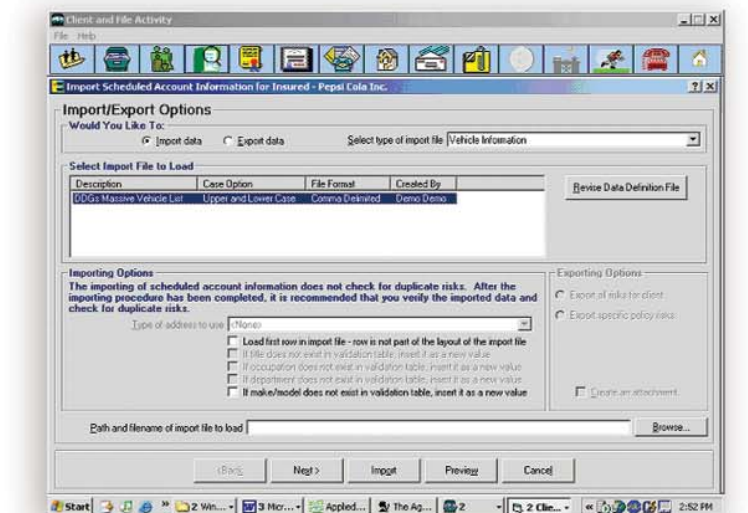 Client and File Activity
File Help
Import Scheduled Account Information for Insured - Pepsi Cola Inc.
Import/Export Options
Would You Like To:
Import data Export data Select type of import file Vehicle Information
Select Import File to Load
Description Case Option File Format Created By
DDGs Massive Vehicle List Upper and Lower Case Comma Delimited Demo Demo
Revise Data Definition File
Importing Options
The importing of scheduled account information does not check for duplicate risks. After the
importing procedure has been completed, it is recommended that you verify the imported data and
check for duplicate risks.
Type of address to use <None>
Load first row in import file - row is not part of the layout of the import file
If title does not exist in validation table, insert it as a new value
If occupation does not exist in validation table, insert it as a new value
If department does not exist in validation table, insert it as a new value
If make/model does not exist in validation table, insert it as a new value
Exporting Options
Export all risks for client
Export specific policy risks
Create an attachment
Path and filename of import file to load Browse...
<Back Next > Import Preview Cancel
Start » 2 Win... 3 Micr... Applied... The Ag... 2 2 Clie... « 2:52 PM